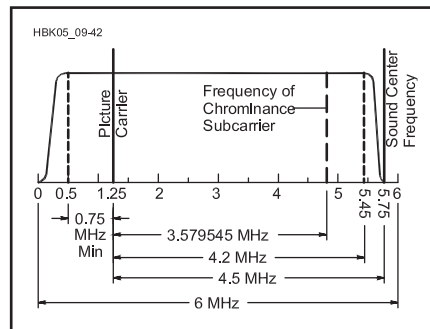 HBK05_09-42
Picture
Carrier
Frequency of
Chrominance
Subcarrier
Sound Center
Frequency
0 0.5 1.25 2 3 4 5 5.45 5.75 6
0.75
MHz
Min
3.579545 MHz
4.2 MHz
4.5 MHz
6 MHz